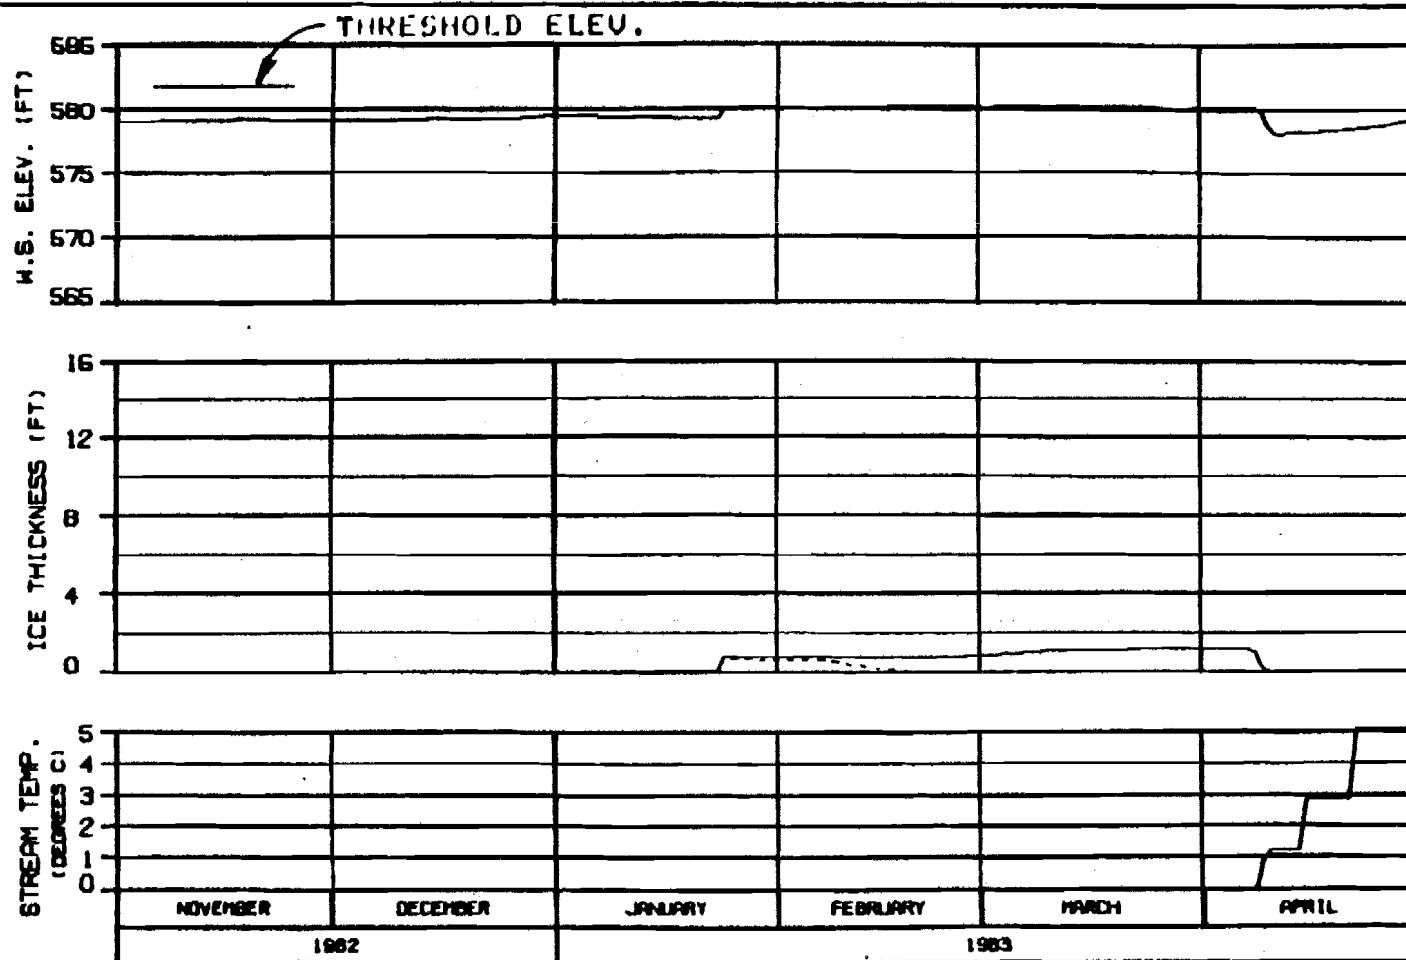 THRESHOLD ELEV.
W.S. ELEV. (FT)
585
580
575
570
565
ICE THICKNESS (FT)
16
12
8
4
0
STREAM TEMP.
(DEGREES C)
5
4
3
2
1
0
NOVEMBER DECEMBER JANUARY FEBRUARY MARCH APRIL
1982 1983